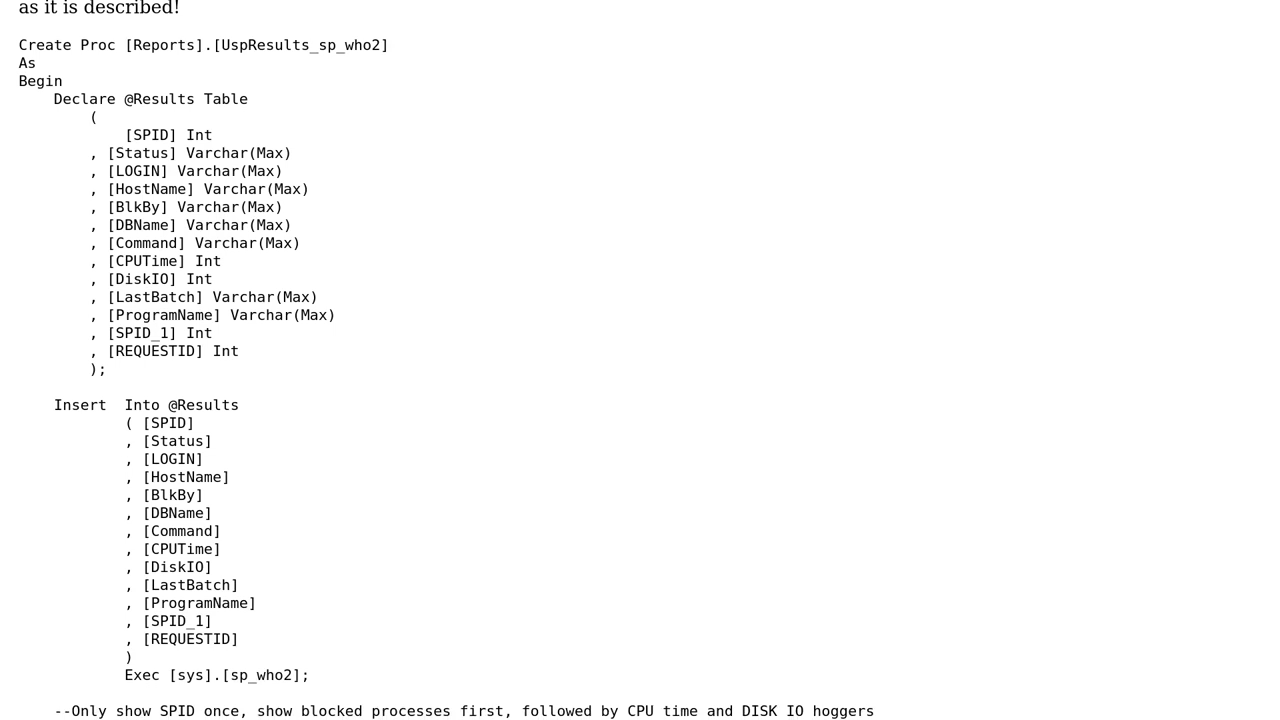 as it is described!
Create Proc [Reports].[UspResults_sp_who2]
As
Begin
    Declare @Results Table
        (
            [SPID] Int
        , [Status] Varchar(Max)
        , [LOGIN] Varchar(Max)
        , [HostName] Varchar(Max)
        , [BlkBy] Varchar(Max)
        , [DBName] Varchar(Max)
        , [Command] Varchar(Max)
        , [CPUTime] Int
        , [DiskIO] Int
        , [LastBatch] Varchar(Max)
        , [ProgramName] Varchar(Max)
        , [SPID_1] Int
        , [REQUESTID] Int
        );
    Insert  Into @Results
            ( [SPID]
            , [Status]
            , [LOGIN]
            , [HostName]
            , [BlkBy]
            , [DBName]
            , [Command]
            , [CPUTime]
            , [DiskIO]
            , [LastBatch]
            , [ProgramName]
            , [SPID_1]
            , [REQUESTID]
            )
            Exec [sys].[sp_who2];
    --Only show SPID once, show blocked processes first, followed by CPU time and DISK IO hoggers